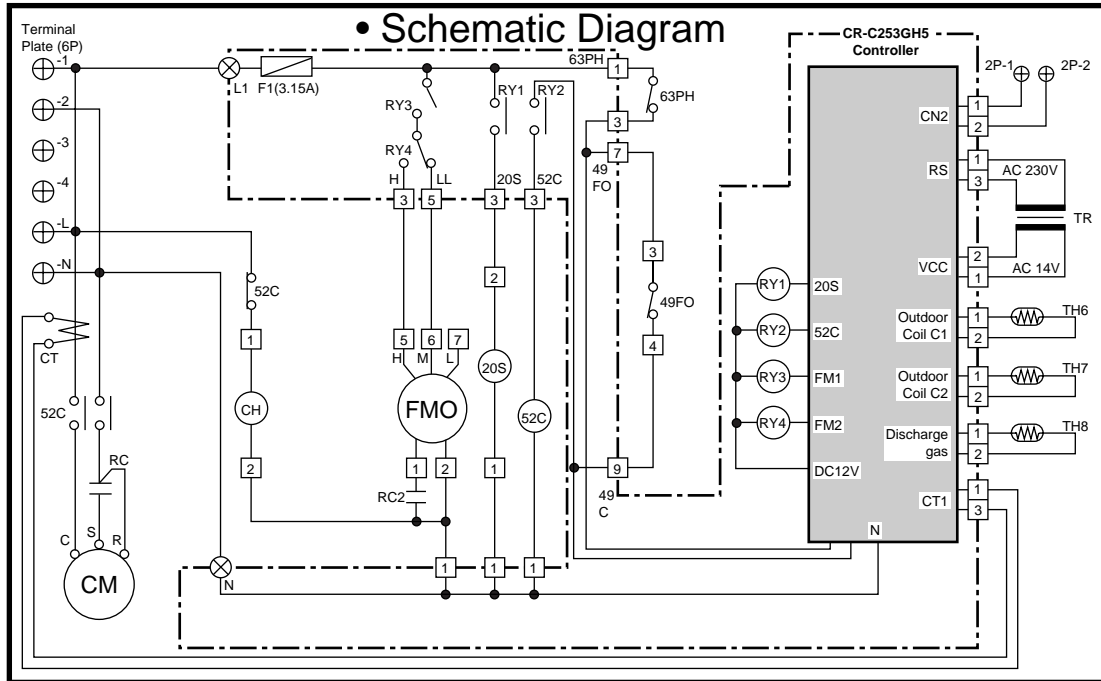 • Schematic Diagram
Terminal
Plate (6P)
-1
-2
-3
-4
-L
-N
L1
F1(3.15A)
63PH
1
63PH
3
7
49
FO
RY3
RY4
RY1
RY2
H
LL
20S
52C
3
5
3
3
2
3
49FO
4
9
49
C
52C
1
CH
2
5
6
7
H
M
L
FMO
1
2
RC2
20S
1
52C
1
1
1
N
CT
52C
RC
C
S
R
CM
CR-C253GH5
Controller
2P-1
2P-2
CN2
1
2
RS
1
3
AC 230V
TR
VCC
2
1
AC 14V
RY1
20S
RY2
52C
RY3
FM1
RY4
FM2
DC12V
Outdoor
Coil C1
1
2
TH6
Outdoor
Coil C2
1
2
TH7
Discharge
gas
1
2
TH8
CT1
1
3
N